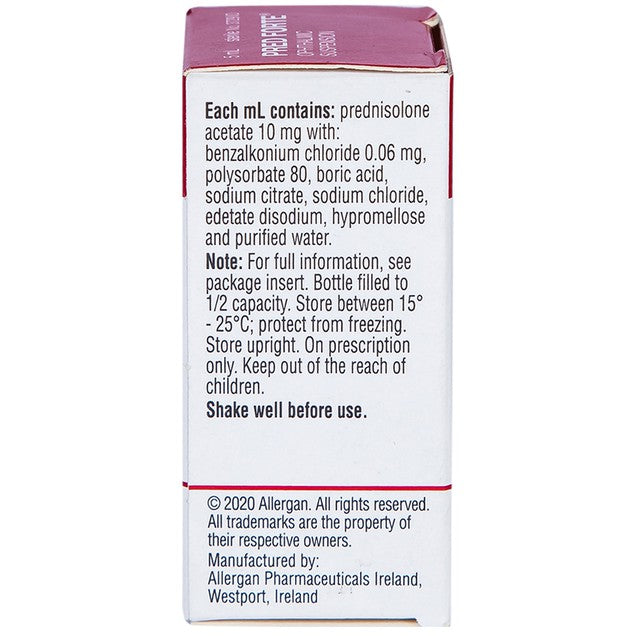 5 mL
PRED FORTE®
OPHTHALMIC
SUSPENSION
Each mL contains: prednisolone
acetate 10 mg with:
benzalkonium chloride 0.06 mg,
polysorbate 80, boric acid,
sodium citrate, sodium chloride,
edetate disodium, hypromellose
and purified water.
Note: For full information, see
package insert. Bottle filled to
1/2 capacity. Store between 15°
- 25°C; protect from freezing.
Store upright. On prescription
only. Keep out of the reach of
children.
Shake well before use.
© 2020 Allergan. All rights reserved.
All trademarks are the property of
their respective owners.
Manufactured by:
Allergan Pharmaceuticals Ireland,
Westport, Ireland